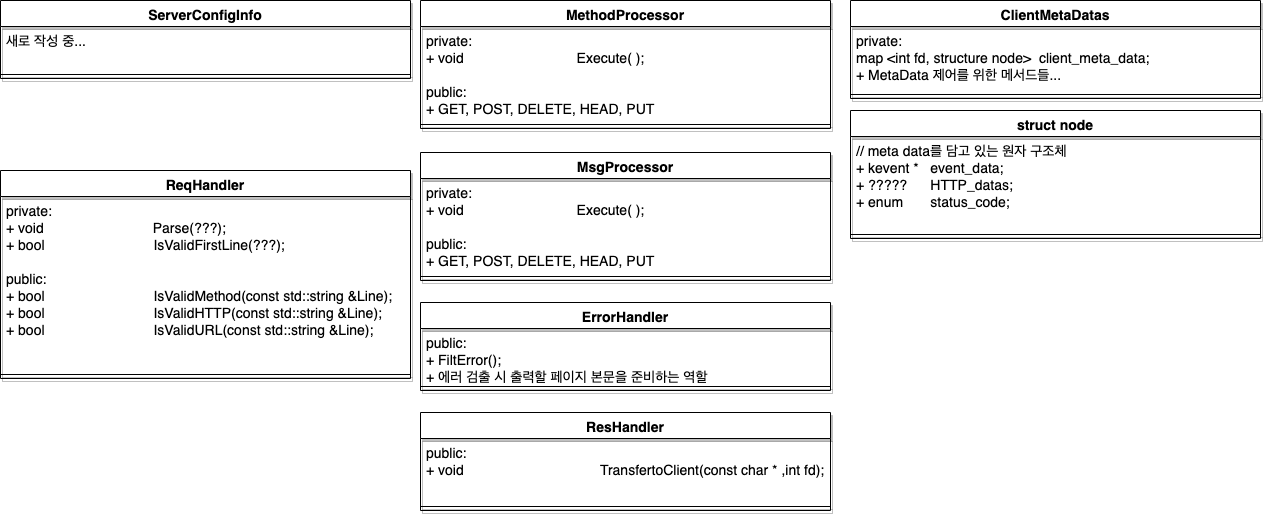 ServerConfigInfo
새로 작성 중...
ReqHandler
private:
+ void Parse(???);
+ bool IsValidFirstLine(???);
public:
+ bool IsValidMethod(const std::string &Line);
+ bool IsValidHTTP(const std::string &Line);
+ bool IsValidURL(const std::string &Line);
MethodProcessor
private:
+ void Execute( );
public:
+ GET, POST, DELETE, HEAD, PUT
MsgProcessor
private:
+ void Execute( );
public:
+ GET, POST, DELETE, HEAD, PUT
ErrorHandler
public:
+ FiltError();
+ 에러 검출 시 출력할 페이지 본문을 준비하는 역할
ResHandler
public:
+ void TransfertoClient(const char * ,int fd);
ClientMetaDatas
private:
map <int fd, structure node> client_meta_data;
+ MetaData 제어를 위한 메서드들...
struct node
// meta data를 담고 있는 원자 구조체
+ kevent * event_data;
+ ????? HTTP_datas;
+ enum status_code;